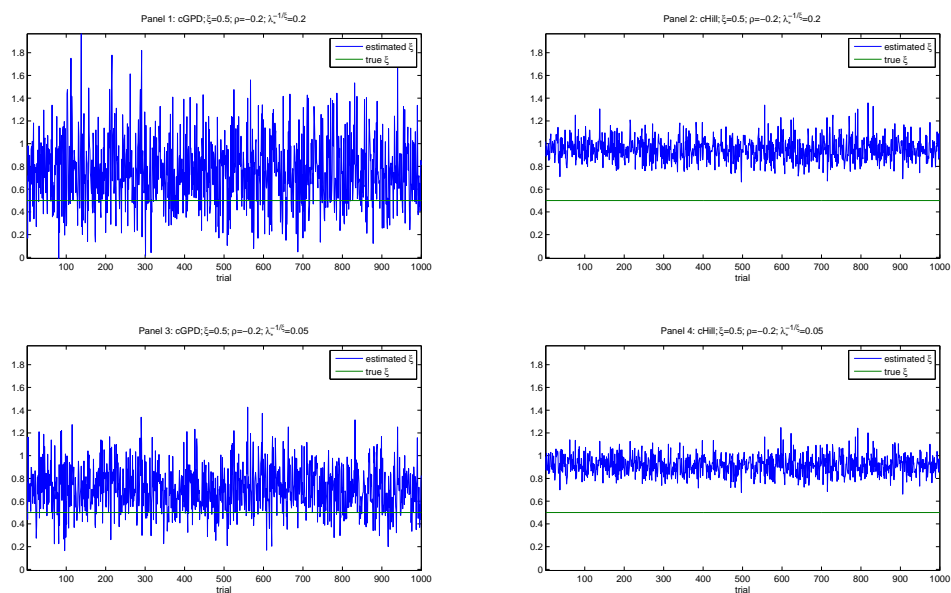 Panel 1: cGPD; ξ=0.5; ρ=−0.2; λ*^−1/ξ=0.2
estimated ξ
true ξ
1.8
1.6
1.4
1.2
1
0.8
0.6
0.4
0.2
0
100 200 300 400 500 600 700 800 900 1000
trial
Panel 2: cHill; ξ=0.5; ρ=−0.2; λ*^−1/ξ=0.2
estimated ξ
true ξ
1.8
1.6
1.4
1.2
1
0.8
0.6
0.4
0.2
0
100 200 300 400 500 600 700 800 900 1000
trial
Panel 3: cGPD; ξ=0.5; ρ=−0.2; λ*^−1/ξ=0.05
estimated ξ
true ξ
1.8
1.6
1.4
1.2
1
0.8
0.6
0.4
0.2
0
100 200 300 400 500 600 700 800 900 1000
trial
Panel 4: cHill; ξ=0.5; ρ=−0.2; λ*^−1/ξ=0.05
estimated ξ
true ξ
1.8
1.6
1.4
1.2
1
0.8
0.6
0.4
0.2
0
100 200 300 400 500 600 700 800 900 1000
trial